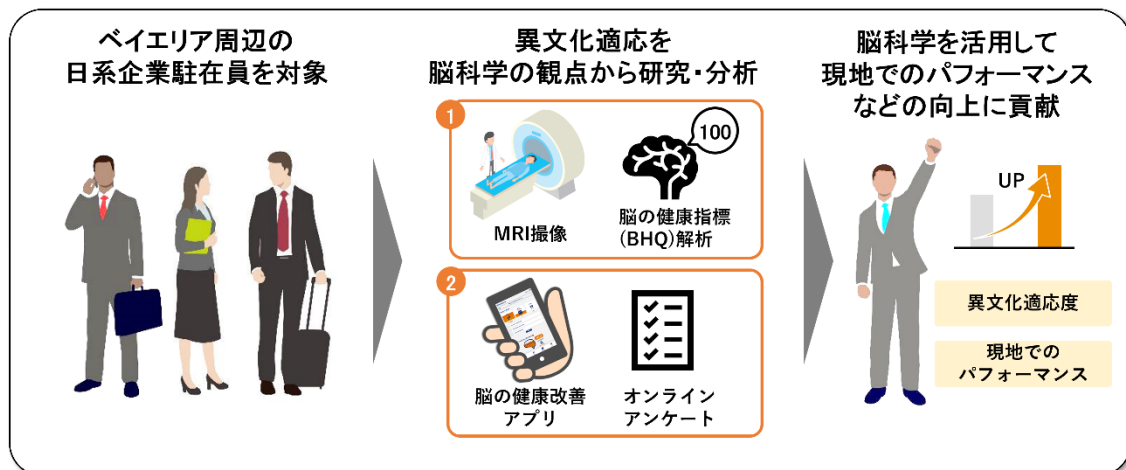 ベイエリア周辺の
日系企業駐在員を対象
異文化適応を
脳科学の観点から研究・分析
1
100
MRI撮像
脳の健康指標
(BHQ)解析
2
脳の健康改善
アプリ
オンライン
アンケート
脳科学を活用して
現地でのパフォーマンス
などの向上に貢献
UP
異文化適応度
現地での
パフォーマンス